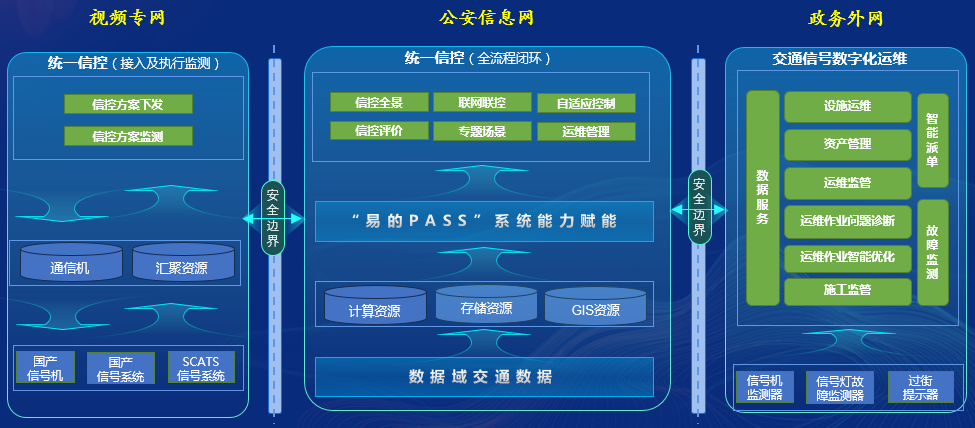 视频专网
公安信息网
政务外网
统一信控（接入及执行监测）
信控方案下发
信控方案监测
通信机
汇聚资源
国产
信号机
国产
信号系统
SCATS
信号系统
安全边界
统一信控（全流程闭环）
信控全景
联网联控
自适应控制
信控评价
专题场景
运维管理
“易的PASS”系统能力赋能
计算资源
存储资源
GIS资源
数据域交通数据
安全边界
交通信号数字化运维
数据服务
设施运维
资产管理
运维监管
运维作业问题诊断
运维作业智能优化
施工监管
智能派单
故障监测
信号机
监测器
信号灯故
障监测器
过街
提示器